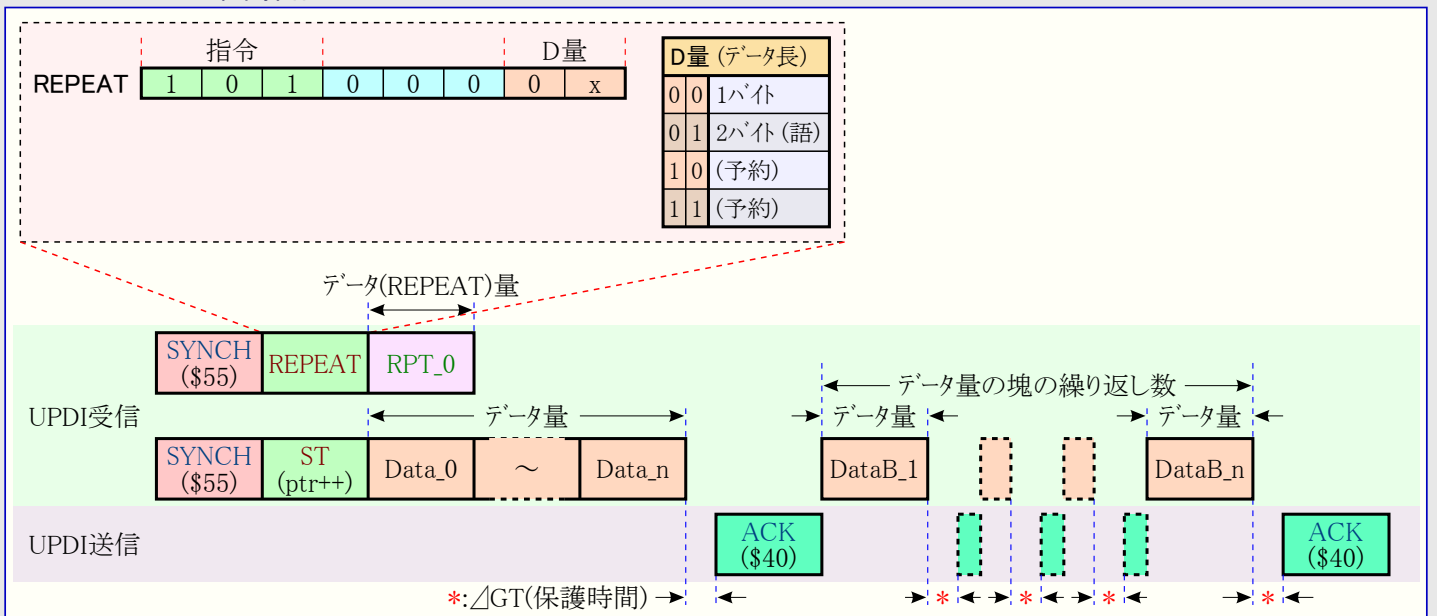 指令 D量
REPEAT 1 0 1 0 0 0 0 x
D量 (データ長)
0 0 1バイト
0 1 2バイト (語)
1 0 (予約)
1 1 (予約)
データ(REPEAT)量
SYNCH ($55) REPEAT RPT_0
データ量の塊の繰り返し数
UPDI受信
データ量 データ量 データ量
SYNCH ($55) ST (ptr++) Data_0 ～ Data_n DataB_1 DataB_n
UPDI送信
ACK ($40) ACK ($40)
*:⊿GT(保護時間) * * * *